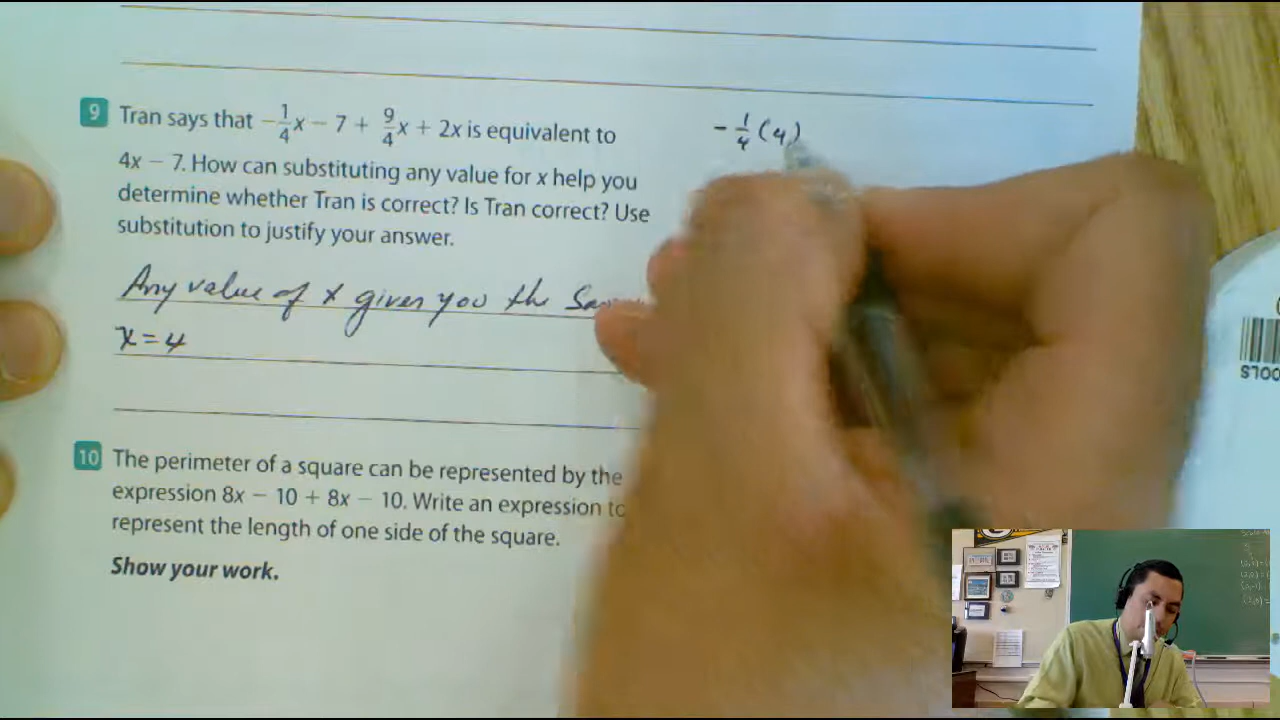 9 Tran says that -1/4x - 7 + 9/4x + 2x is equivalent to
4x - 7. How can substituting any value for x help you
determine whether Tran is correct? Is Tran correct? Use
substitution to justify your answer.
-1/4(4)
Any value of x given you the
x=4
10 The perimeter of a square can be represented by the
expression 8x - 10 + 8x - 10. Write an expression to
represent the length of one side of the square.
Show your work.